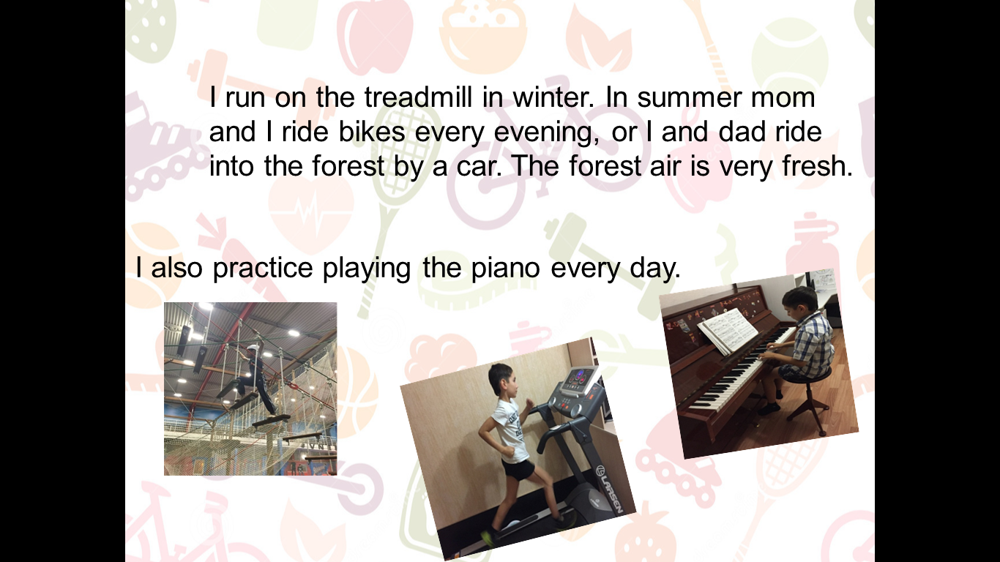 I run on the treadmill in winter. In summer mom
and I ride bikes every evening, or I and dad ride
into the forest by a car. The forest air is very fresh.
I also practice playing the piano every day.
LARSEN